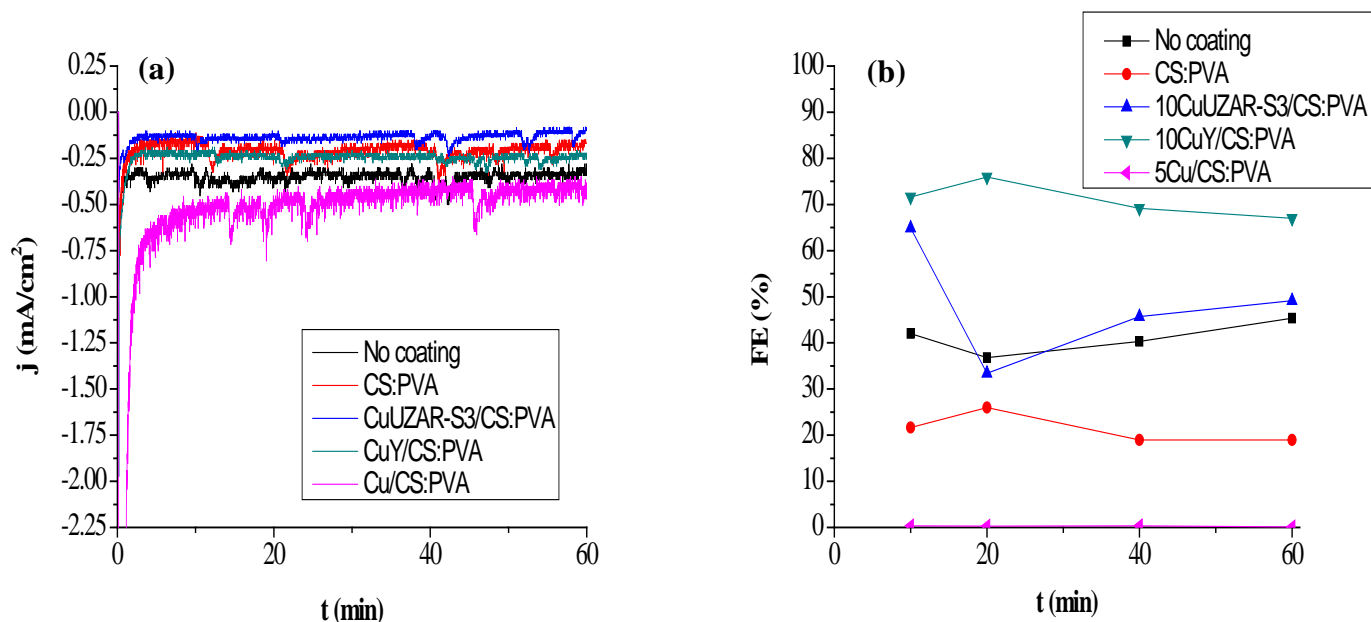 (a)
j (mA/cm²)
0.25
0.00
-0.25
-0.50
-0.75
-1.00
-1.25
-1.50
-1.75
-2.00
-2.25
0
20
40
60
t (min)
No coating
CS:PVA
CuUZAR-S3/CS:PVA
CuY/CS:PVA
Cu/CS:PVA
(b)
No coating
CS:PVA
10CuUZAR-S3/CS:PVA
10CuY/CS:PVA
5Cu/CS:PVA
FE (%)
100
90
80
70
60
50
40
30
20
10
0
0
20
40
60
t (min)